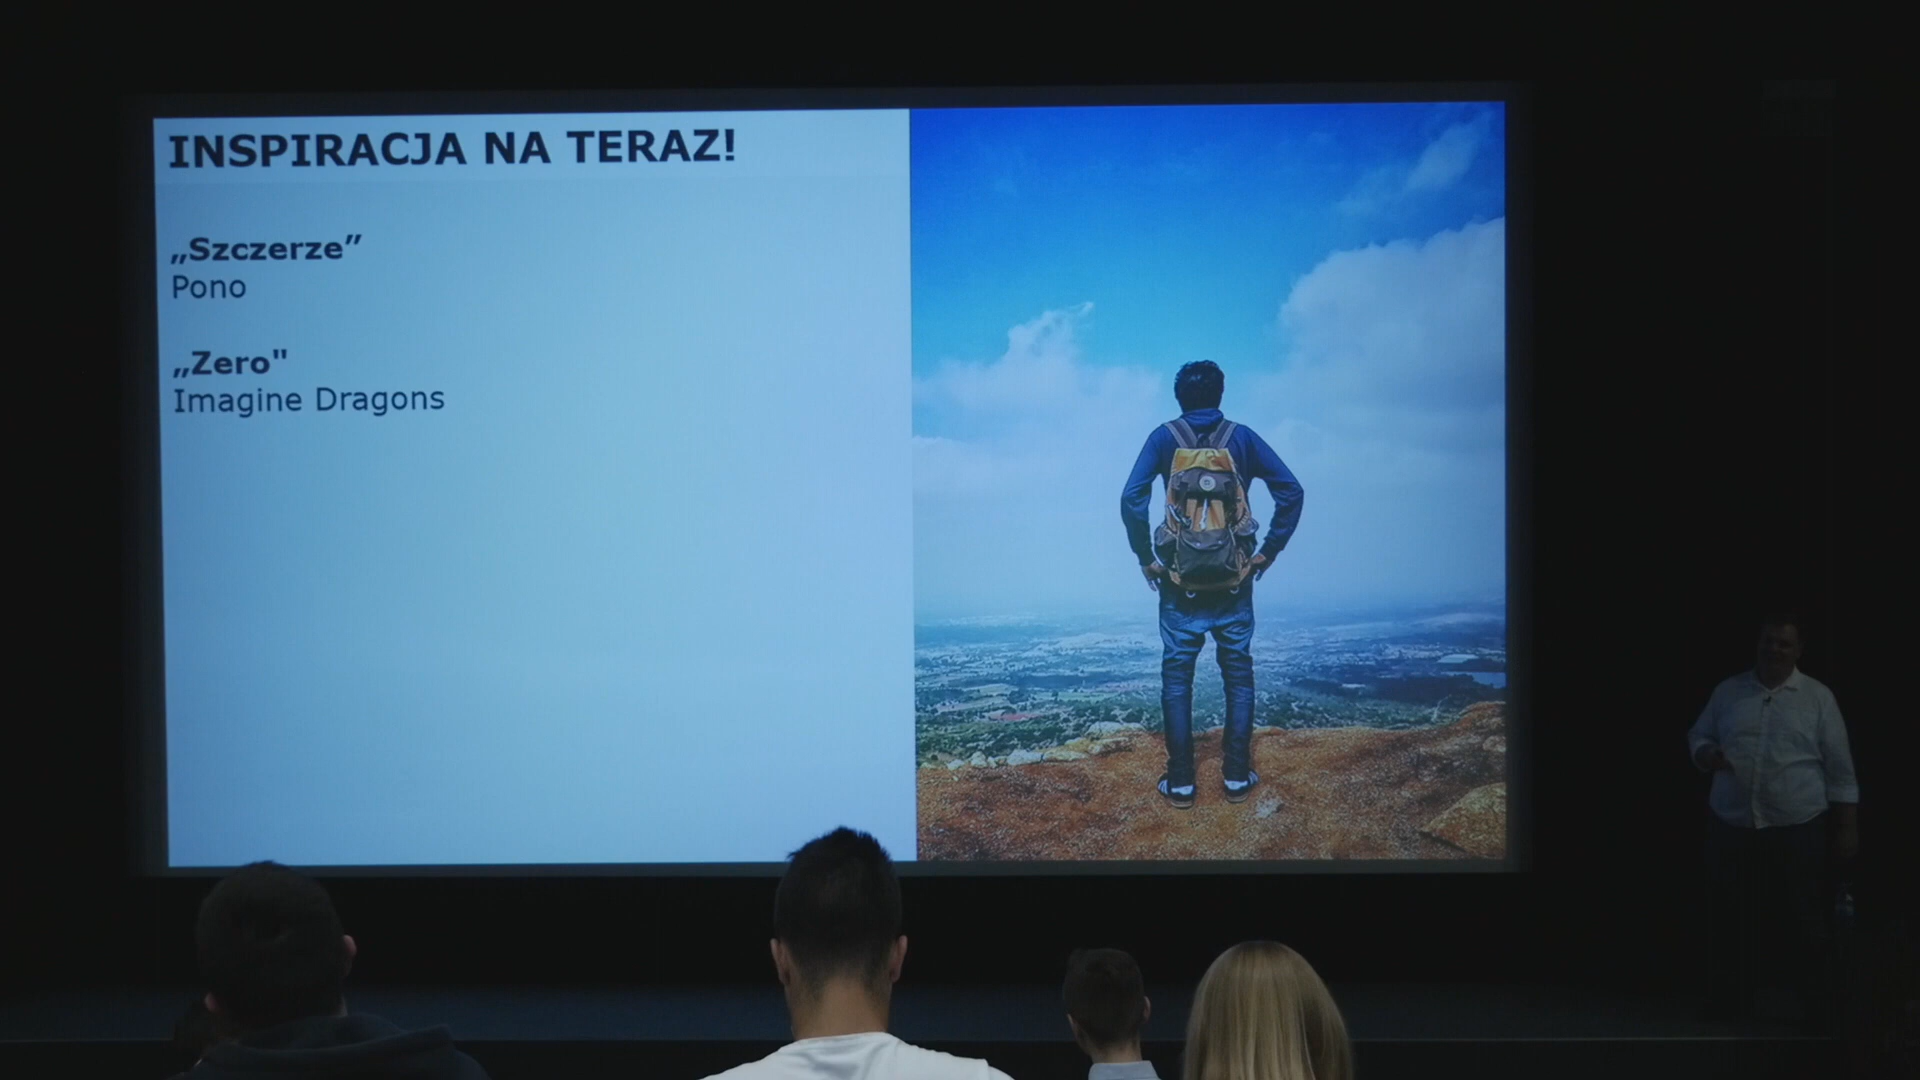 INSPIRACJA NA TERAZ!
„Szczerze”
Pono
„Zero"
Imagine Dragons